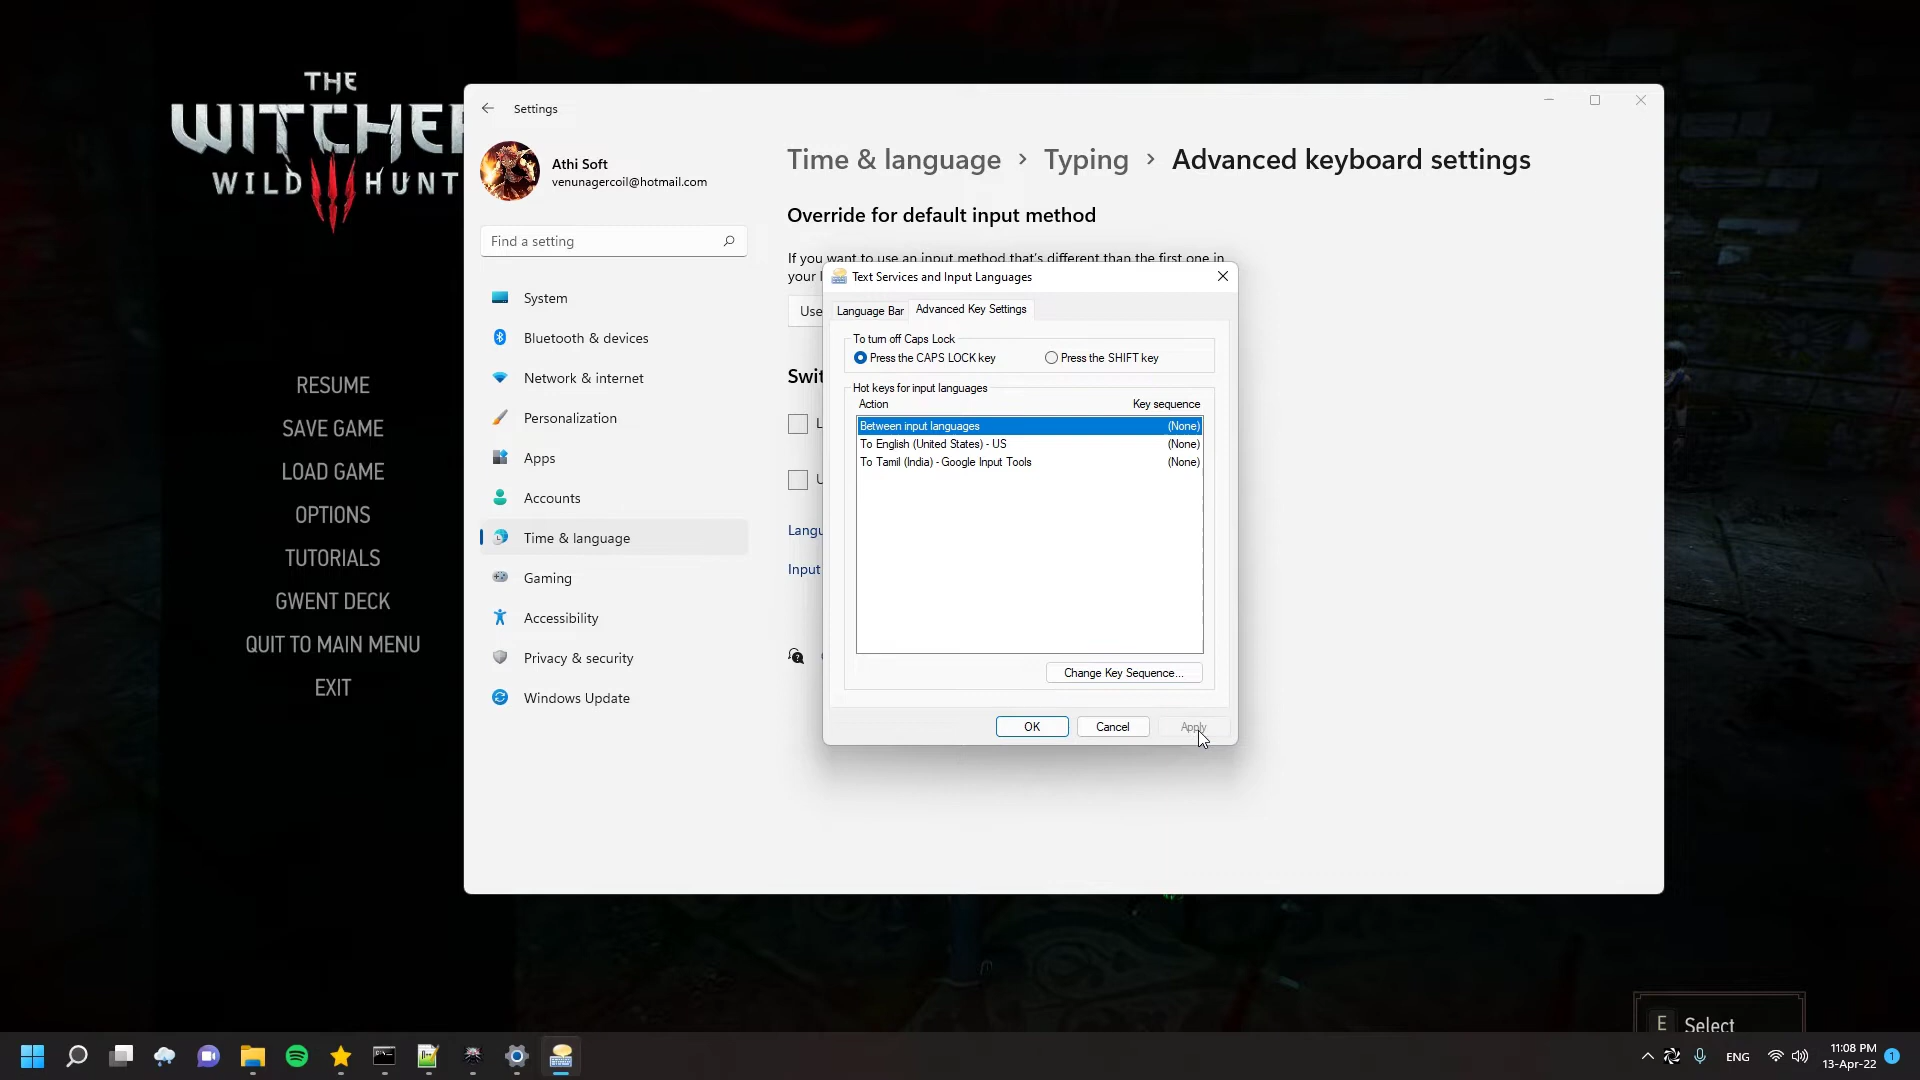 THE
WITCHER
WILD HUNT
RESUME
SAVE GAME
LOAD GAME
OPTIONS
TUTORIALS
GWENT DECK
QUIT TO MAIN MENU
EXIT
Settings
Athi Soft
venunagercoil@hotmail.com
Find a setting
System
Bluetooth & devices
Network & internet
Personalization
Apps
Accounts
Time & language
Gaming
Accessibility
Privacy & security
Windows Update
Time & language > Typing > Advanced keyboard settings
Override for default input method
If you want to use an input method that's different than the first one in
your l
Use
Swit
Langu
Input
Text Services and Input Languages
Language Bar
Advanced Key Settings
To turn off Caps Lock
Press the CAPS LOCK key
Press the SHIFT key
Hot keys for input languages
Action
Key sequence
Between input languages
(None)
To English (United States) - US
(None)
To Tamil (India) - Google Input Tools
(None)
Change Key Sequence...
OK
Cancel
Apply
E Select
ENG
11:08 PM
13-Apr-22
1